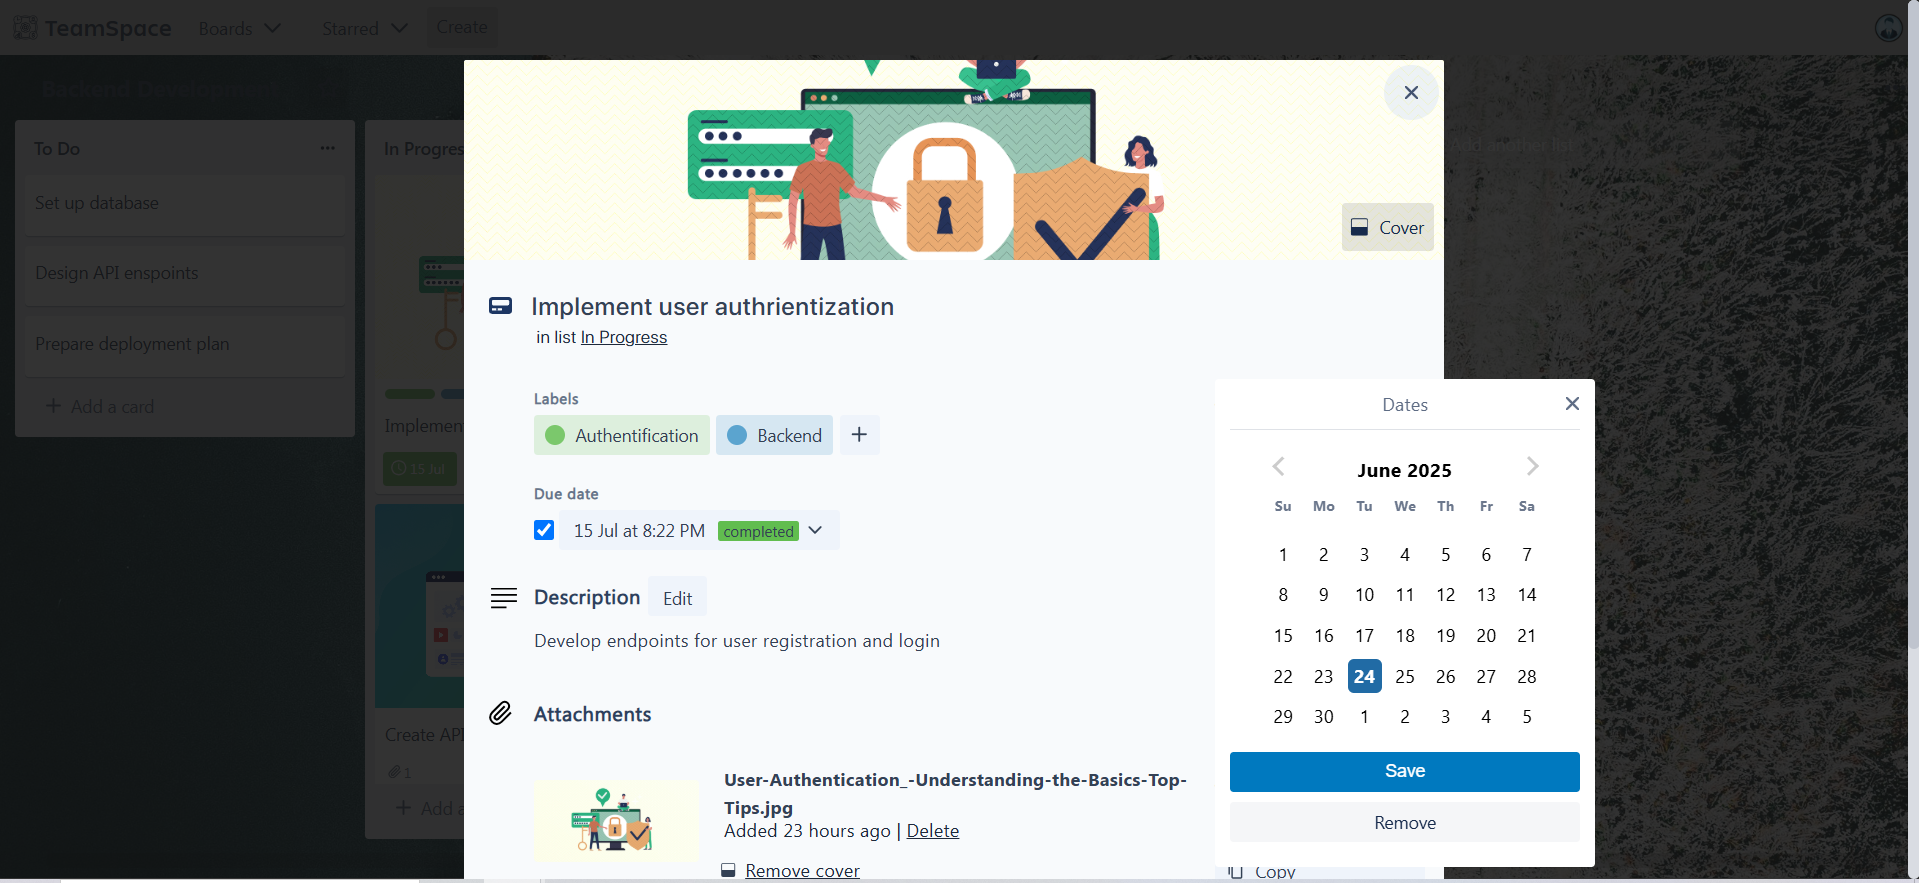 TeamSpace Boards Starred Create
Backend Development
To Do
Set up database
Design API enspoints
Prepare deployment plan
Add a card
In Progres
Implemen
15 Jul
Create API
1
Add a
Add another list
Cover
Implement user authrientization
in list In Progress
Labels
Authentification Backend
Due date
15 Jul at 8:22 PM completed
Description Edit
Develop endpoints for user registration and login
Attachments
User-Authentication_-Understanding-the-Basics-Top-
Tips.jpg
Added 23 hours ago | Delete
Remove cover
Dates
June 2025
Su Mo Tu We Th Fr Sa
1 2 3 4 5 6 7
8 9 10 11 12 13 14
15 16 17 18 19 20 21
22 23 24 25 26 27 28
29 30 1 2 3 4 5
Save
Remove
Copy